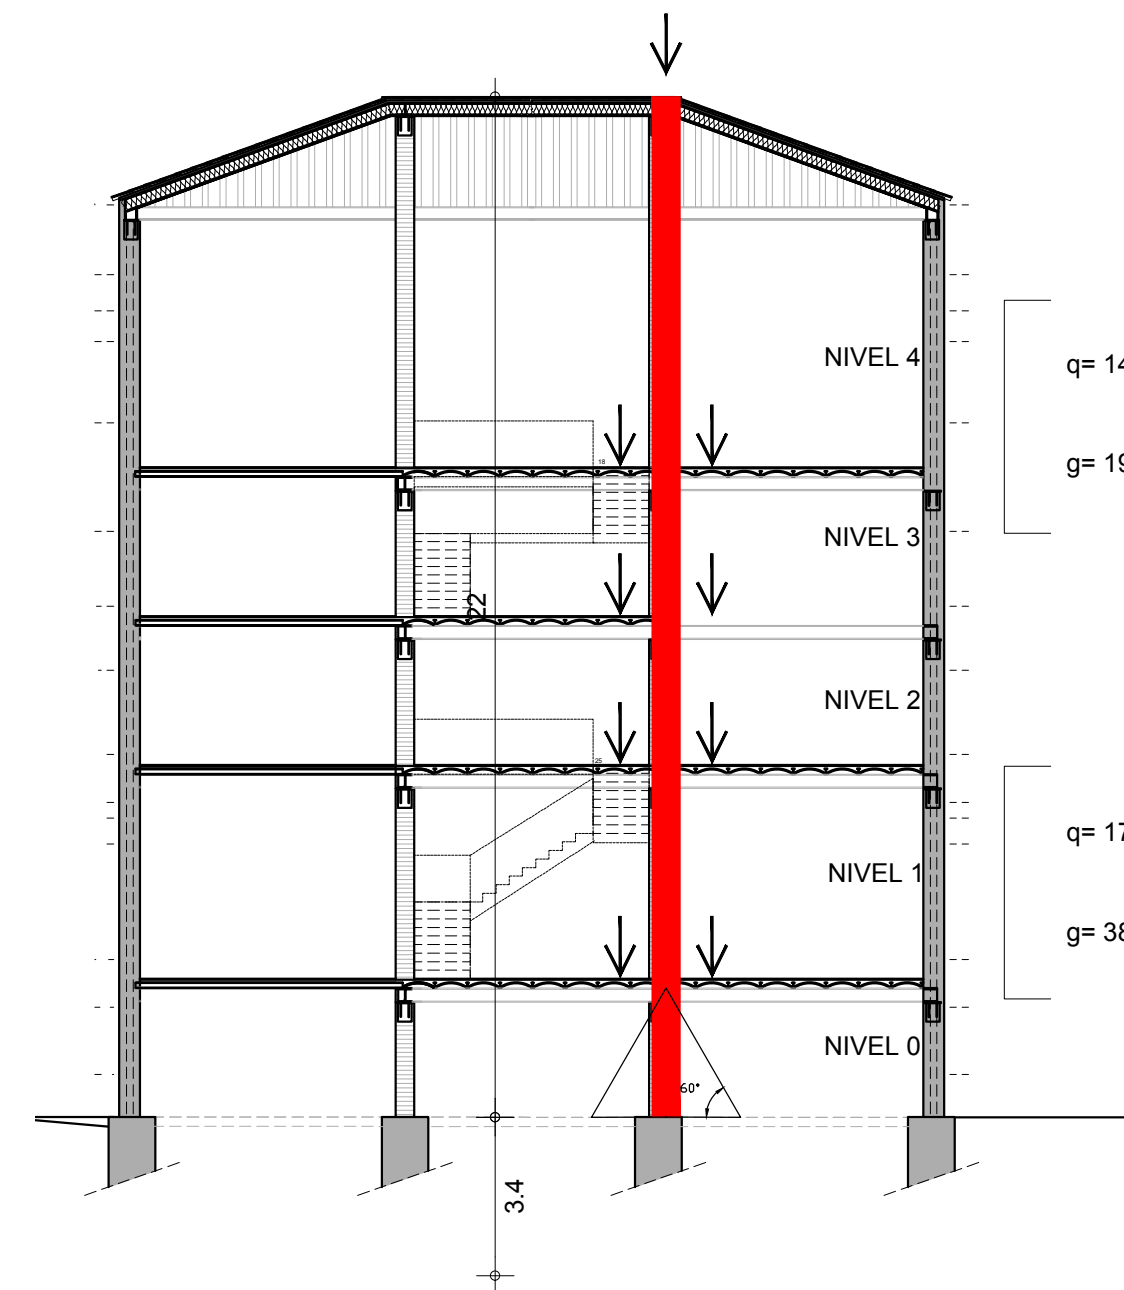 NIVEL 4
q= 14
g= 19
18
NIVEL 3
22
NIVEL 2
25
q= 17
NIVEL 1
g= 38
NIVEL 0
60°
3.4